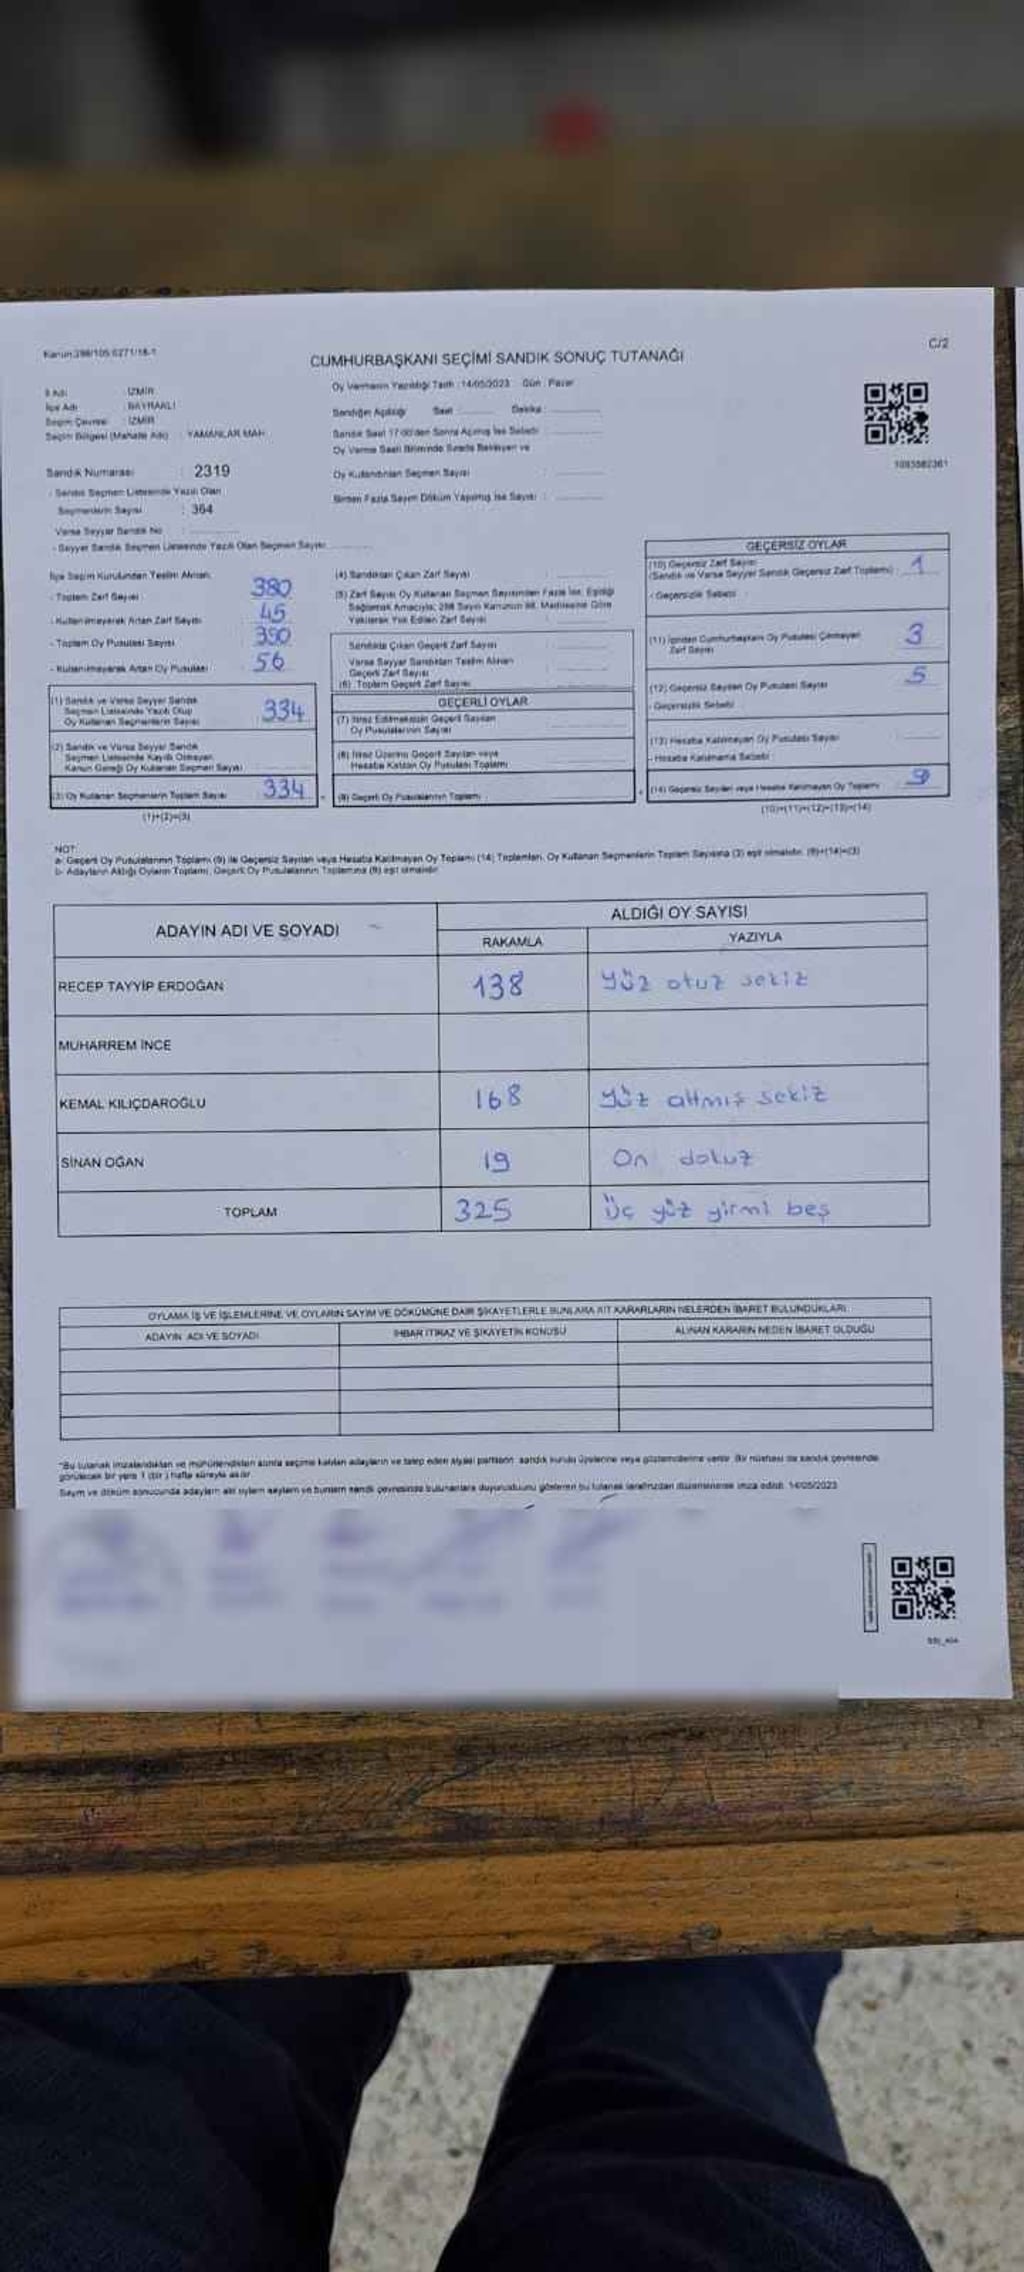 Kanun:298/105 0271/18-1
C/2
CUMHURBAŞKANI SEÇİMİ SANDIK SONUÇ TUTANAĞI
İl Adı : İZMİR
İlçe Adı : BAYRAKLI
Seçim Çevresi : İZMİR
Seçim Bölgesi (Mahalle Adı) : YAMANLAR MAH.
Sandık Numarası : 2319
- Sandık Seçmen Listesinde Yazılı Olan
Seçmenlerin Sayısı : 364
Varsa Seyyar Sandık No :
- Seyyar Sandık Seçmen Listesinde Yazılı Olan Seçmen Sayısı
Oy Vermenin Yapıldığı Tarih : 14/05/2023 Gün : Pazar
Sandığın Açıldığı Saat Dakika
Sandık Saat 17:00'den Sonra Açılmış İse Sebebi :
Oy Verme Saati Bitiminde Sırada Bekleyen ve
Oy Kullandırılan Seçmen Sayısı :
Birden Fazla Sayım Döküm Yapılmış İse Sayısı :
1093582361
İlçe Seçim Kurulundan Teslim Alınan,
- Toplam Zarf Sayısı 380
- Kullanılmayarak Artan Zarf Sayısı 45
- Toplam Oy Pusulası Sayısı 390
- Kullanılmayarak Artan Oy Pusulası 56
(1) Sandık ve Varsa Seyyar Sandık
Seçmen Listesinde Yazılı Olup
Oy Kullanan Seçmenlerin Sayısı 334
(2) Sandık ve Varsa Seyyar Sandık
Seçmen Listesinde Kayıtlı Olmayan
Kanun Gereği Oy Kullanan Seçmen Sayısı
(3) Oy Kullanan Seçmenlerin Toplam Sayısı 334
(1)+(2)=(3)
(4) Sandıktan Çıkan Zarf Sayısı :
(5) Zarf Sayısı Oy Kullanan Seçmen Sayısından Fazla İse, Eşitliği
Sağlamak Amacıyla; 298 Sayılı Kanunun 98. Maddesine Göre
Yakılarak Yok Edilen Zarf Sayısı :
Sandıkta Çıkan Geçerli Zarf Sayısı
Varsa Seyyar Sandıktan Teslim Alınan
Geçerli Zarf Sayısı
(6) Toplam Geçerli Zarf Sayısı
GEÇERLİ OYLAR
(7) İtiraz Edilmeksizin Geçerli Sayılan
Oy Pusulalarının Sayısı
(8) İtiraz Üzerine Geçerli Sayılan veya
Hesaba Katılan Oy Pusulası Toplamı
(9) Geçerli Oy Pusulalarının Toplamı :
GEÇERSİZ OYLAR
(10) Geçersiz Zarf Sayısı
(Sandık ve Varsa Seyyar Sandık Geçersiz Zarf Toplamı) : 1
- Geçersizlik Sebebi
(11) İçinden Cumhurbaşkanı Oy Pusulası Çıkmayan 3
Zarf Sayısı
(12) Geçersiz Sayılan Oy Pusulası Sayısı 5
- Geçersizlik Sebebi
(13) Hesaba Katılmayan Oy Pusulası Sayısı
- Hesaba Katılmama Sebebi
(14) Geçersiz Sayılan veya Hesaba Katılmayan Oy Toplamı 9
(10)+(11)+(12)+(13)=(14)
NOT:
a- Geçerli Oy Pusulalarının Toplamı (9) ile Geçersiz Sayılan veya Hesaba Katılmayan Oy Toplamı (14) Toplamları, Oy Kullanan Seçmenlerin Toplam Sayısına (3) eşit olmalıdır. (9)+(14)=(3)
b- Adayların Aldığı Oyların Toplamı, Geçerli Oy Pusulalarının Toplamına (9) eşit olmalıdır.
ADAYIN ADI VE SOYADI
ALDIĞI OY SAYISI
RAKAMLA YAZIYLA
RECEP TAYYİP ERDOĞAN 138 Yüz otuz sekiz
MUHARREM İNCE
KEMAL KILIÇDAROĞLU 168 Yüz altmış sekiz
SİNAN OĞAN 19 On dokuz
TOPLAM 325 Üç yüz yirmi beş
OYLAMA İŞ VE İŞLEMLERİNE VE OYLARIN SAYIM VE DÖKÜMÜNE DAİR ŞİKAYETLERLE BUNLARA AİT KARARLARIN NELERDEN İBARET BULUNDUKLARI
ADAYIN ADI VE SOYADI İHBAR İTİRAZ VE ŞİKAYETİN KONUSU ALINAN KARARIN NEDEN İBARET OLDUĞU
*Bu tutanak imzalandıktan ve mühürlendikten sonra seçime katılan adayların ve talep eden siyasi partilerin sandık kurulu üyelerine veya gözlemcilerine verilir. Bir nüshası da sandık çevresinde
görülecek bir yere 1 (bir) hafta süreyle asılır.
Sayım ve döküm sonucunda adayların aldığı oyların sayılarını ve bunların sandık çevresinde bulunanlara duyurulduğunu gösteren bu tutanak tarafımızdan düzenlenerek imza edildi. 14/05/2023